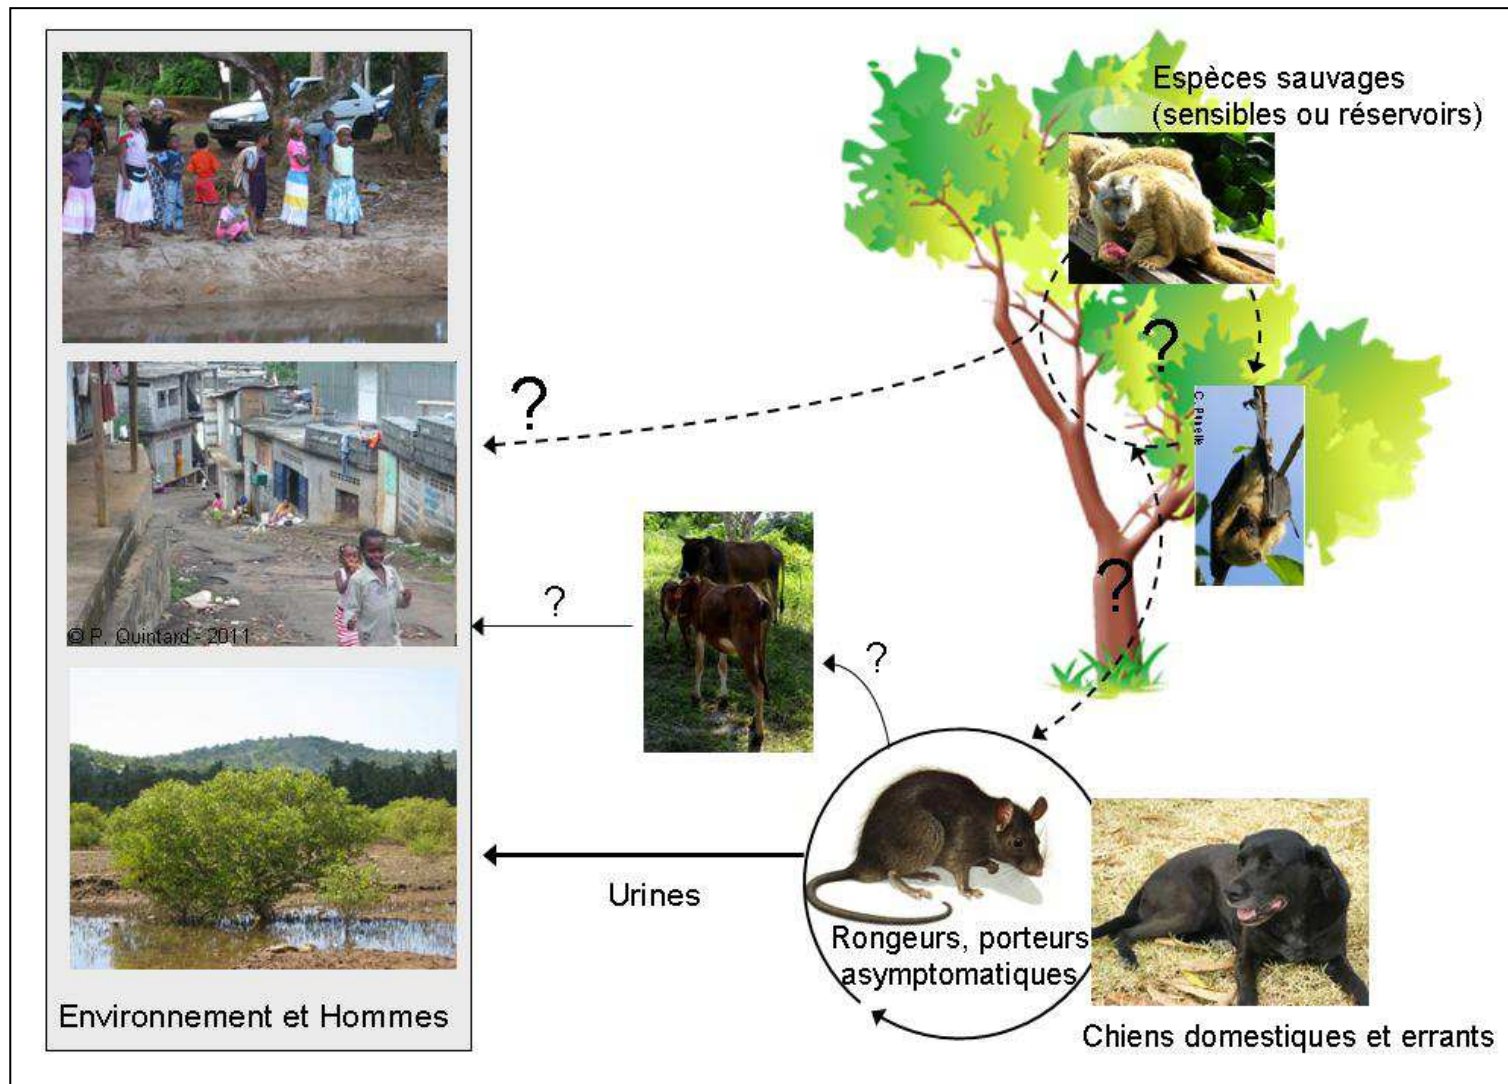 Espèces sauvages
(sensibles ou réservoirs)
?
?
?
?
?
© P. Quintard - 2011
Urines
Rongeurs, porteurs
asymptomatiques
Environnement et Hommes
Chiens domestiques et errants